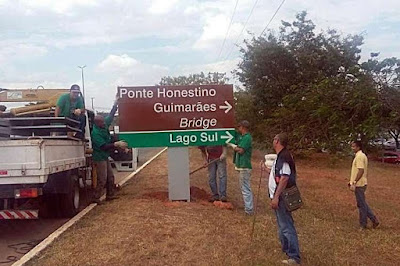 Ponte Honestino
Guimarães →
Bridge
Lago Sul →